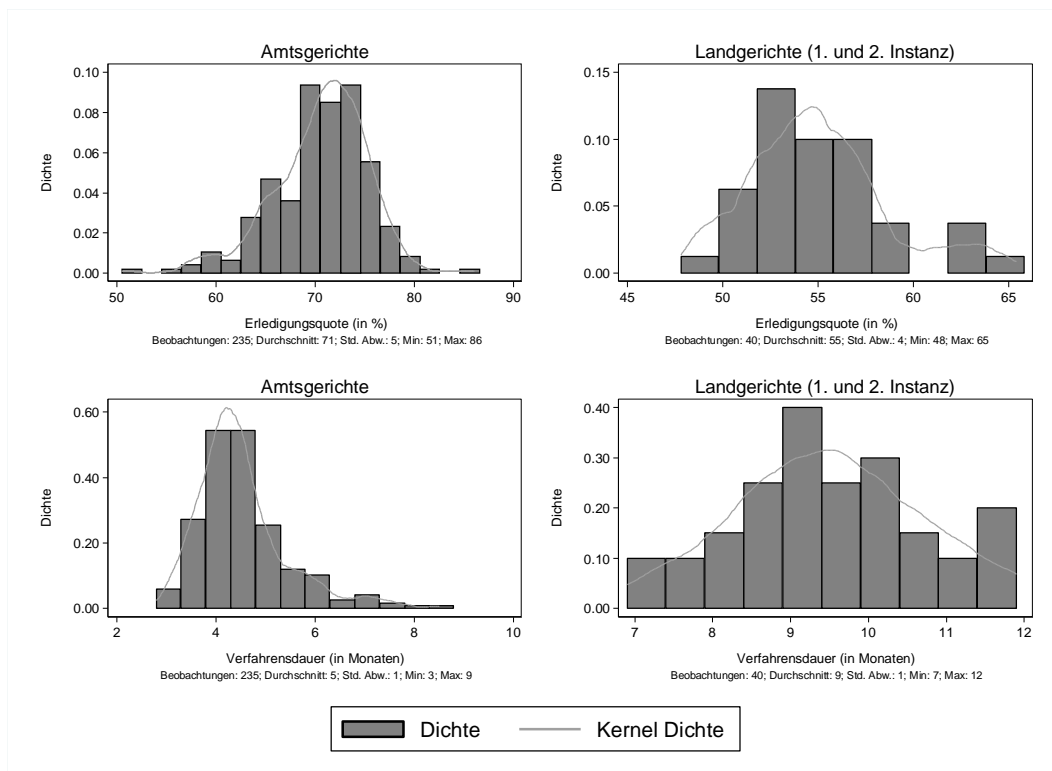 Amtsgerichte
0.10
0.08
0.06
0.04
0.02
0.00
Dichte
50 60 70 80 90
Erledigungsquote (in %)
Beobachtungen: 235; Durchschnitt: 71; Std. Abw.: 5; Min: 51; Max: 86
Landgerichte (1. und 2. Instanz)
0.15
0.10
0.05
0.00
Dichte
45 50 55 60 65
Erledigungsquote (in %)
Beobachtungen: 40; Durchschnitt: 55; Std. Abw.: 4; Min: 48; Max: 65
Amtsgerichte
0.60
0.40
0.20
0.00
Dichte
2 4 6 8 10
Verfahrensdauer (in Monaten)
Beobachtungen: 235; Durchschnitt: 5; Std. Abw.: 1; Min: 3; Max: 9
Landgerichte (1. und 2. Instanz)
0.40
0.30
0.20
0.10
0.00
Dichte
7 8 9 10 11 12
Verfahrensdauer (in Monaten)
Beobachtungen: 40; Durchschnitt: 9; Std. Abw.: 1; Min: 7; Max: 12
Dichte Kernel Dichte